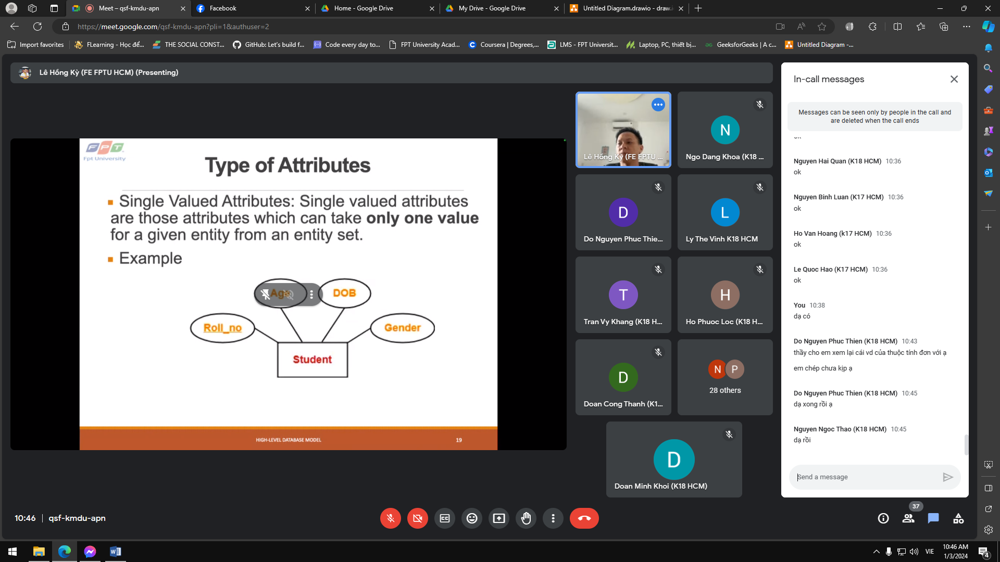 Meet – qsf-kmdu-apn
Facebook
Home - Google Drive
My Drive - Google Drive
Untitled Diagram.drawio - draw.i
https://meet.google.com/qsf-kmdu-apn?pli=1&authuser=2
Import favorites
FLearning - Học để...
THE SOCIAL CONST...
GitHub: Let's build f...
Code every day to...
FPT University Acad...
Coursera | Degrees,...
LMS - FPT Universit...
Laptop, PC, thiết bị...
GeeksforGeeks | A c...
Untitled Diagram -...
Lê Hồng Kỳ (FE FPTU HCM) (Presenting)
FPT
Fpt University
Type of Attributes
Single Valued Attributes: Single valued attributes
are those attributes which can take only one value
for a given entity from an entity set.
Example
Age
DOB
Roll_no
Gender
Student
HIGH-LEVEL DATABASE MODEL
19
Lê Hồng Kỳ (FE FPTU ...
N
Ngo Dang Khoa (K18 ...
D
Do Nguyen Phuc Thie...
L
Ly The Vinh K18 HCM
T
Tran Vy Khang (K18 H...
H
Ho Phuoc Loc (K18 H...
D
Doan Cong Thanh (K1...
N P
28 others
D
Doan Minh Khoi (K18 HCM)
In-call messages
Messages can be seen only by people in the call and
are deleted when the call ends
ok
Nguyen Hai Quan (K18 HCM) 10:36
ok
Nguyen Binh Luan (K17 HCM) 10:36
ok
Ho Van Hoang (k17 HCM) 10:36
ok
Le Quoc Hao (K17 HCM) 10:36
ok
You 10:38
dạ có
Do Nguyen Phuc Thien (K18 HCM) 10:43
thầy cho em xem lại cái vd của thuộc tính đơn với ạ
em chép chưa kịp ạ
Do Nguyen Phuc Thien (K18 HCM) 10:45
dạ xong rồi ạ
Nguyen Ngoc Thao (K18 HCM) 10:45
dạ rồi
Send a message
10:46 | qsf-kmdu-apn
37
VIE
10:46 AM
1/3/2024
4